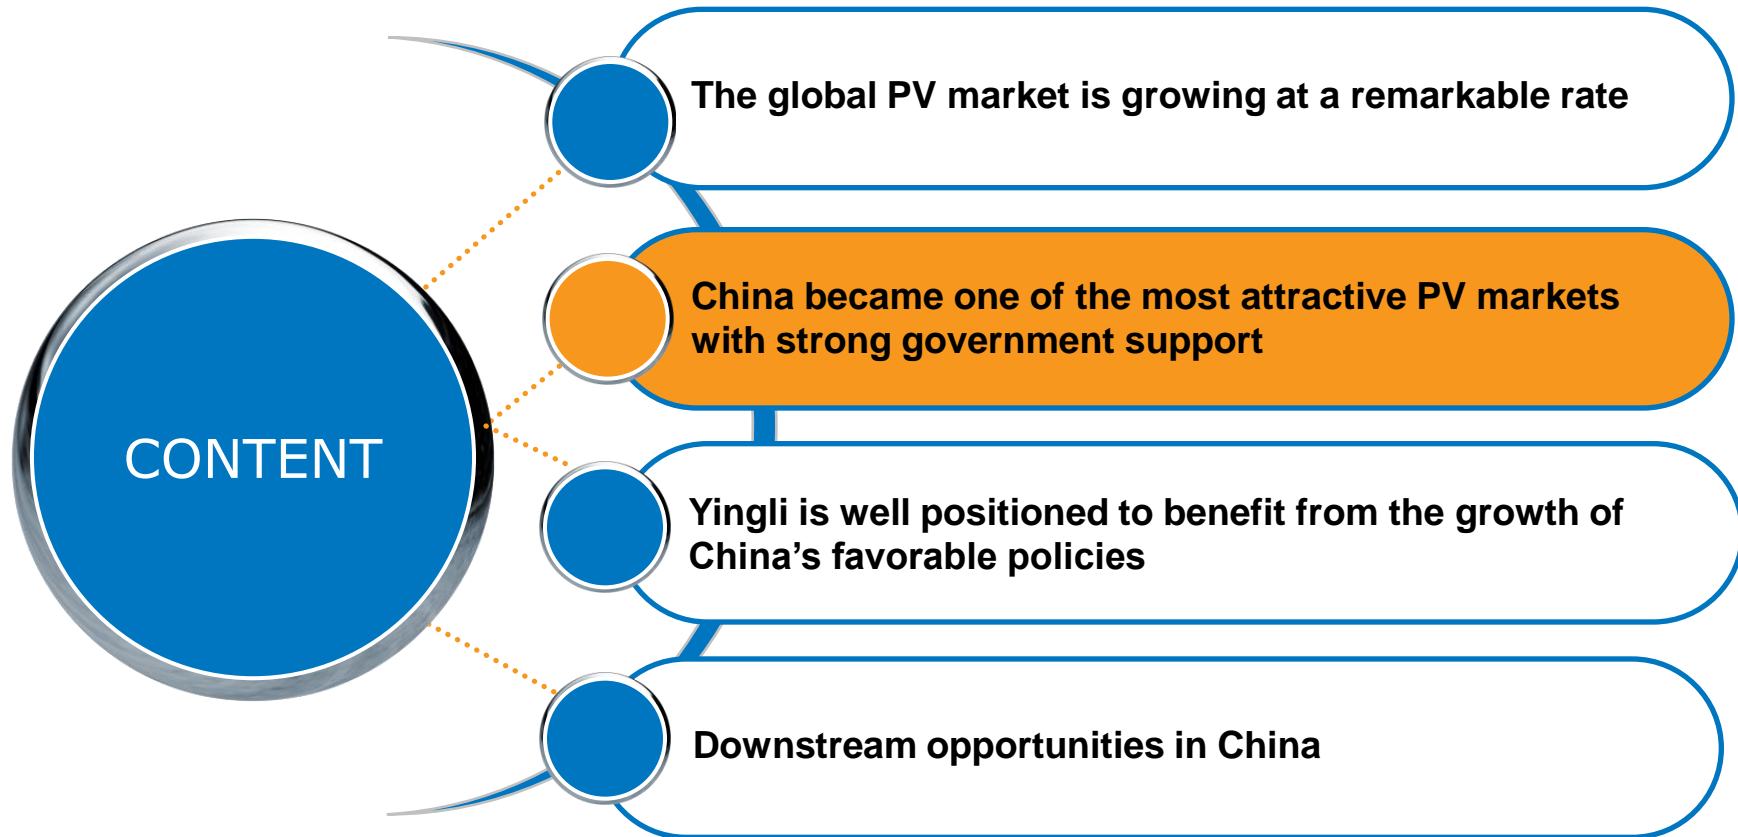 The global PV market is growing at a remarkable rate
China became one of the most attractive PV markets
with strong government support
CONTENT
Yingli is well positioned to benefit from the growth of
China’s favorable policies
Downstream opportunities in China